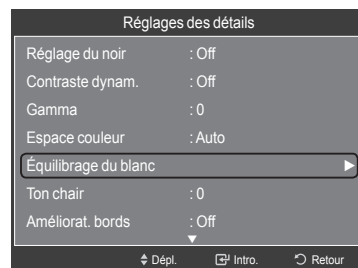 Réglages des détails
Réglage du noir : Off
Contraste dynam. : Off
Gamma : 0
Espace couleur : Auto
Équilibrage du blanc
Ton chair : 0
Améliorat. bords : Off
Dépl. Intro. Retour